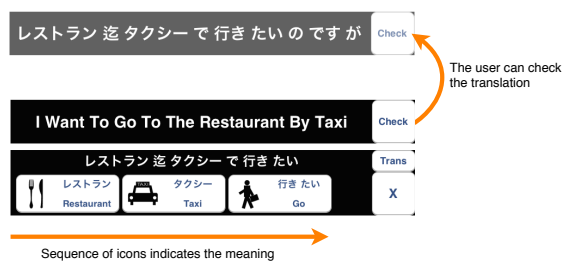 レストラン 迄 タクシー で 行き たい の です が
Check
The user can check
the translation
I Want To Go To The Restaurant By Taxi
Check
レストラン 迄 タクシー で 行き たい
Trans
レストラン
Restaurant
TAXI
タクシー
Taxi
行き たい
Go
X
Sequence of icons indicates the meaning